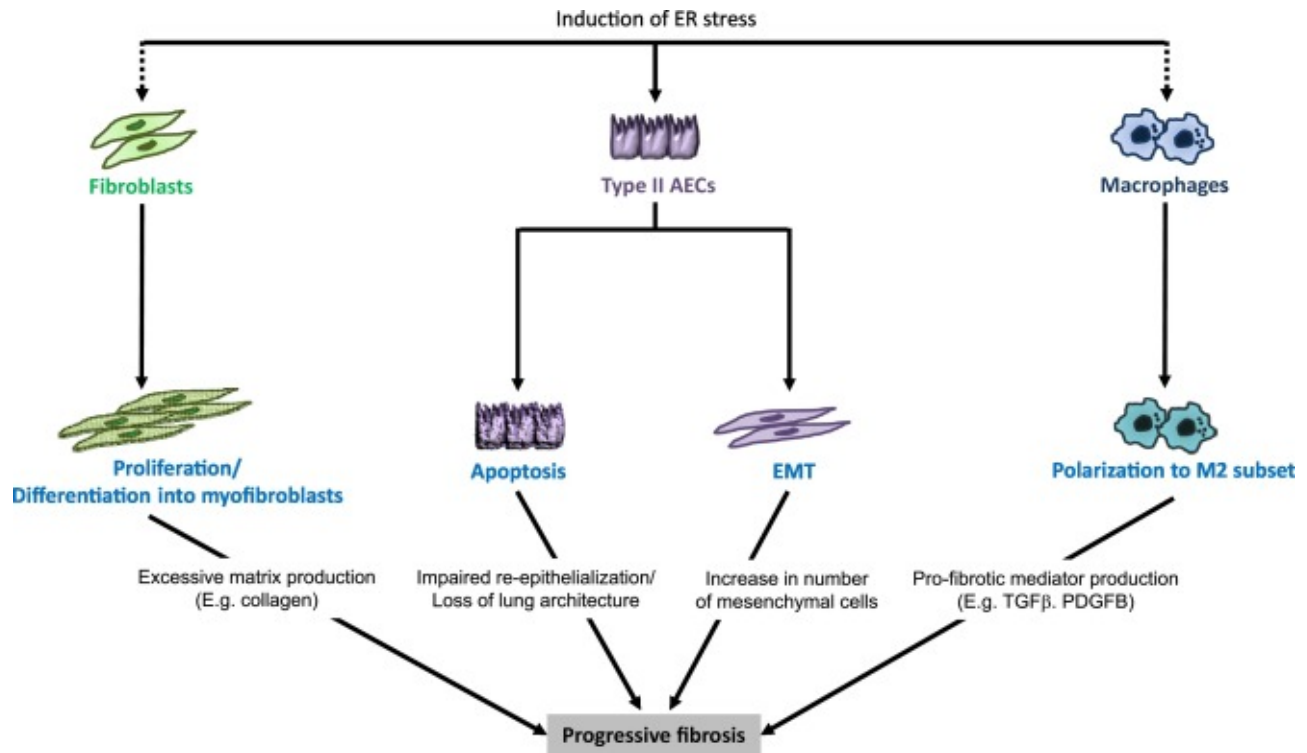 Induction of ER stress
Fibroblasts
Type II AECs
Macrophages
Proliferation/
Differentiation into myofibroblasts
Apoptosis
EMT
Polarization to M2 subset
Excessive matrix production
(E.g. collagen)
Impaired re-epithelialization/
Loss of lung architecture
Increase in number
of mesenchymal cells
Pro-fibrotic mediator production
(E.g. TGFβ. PDGFB)
Progressive fibrosis